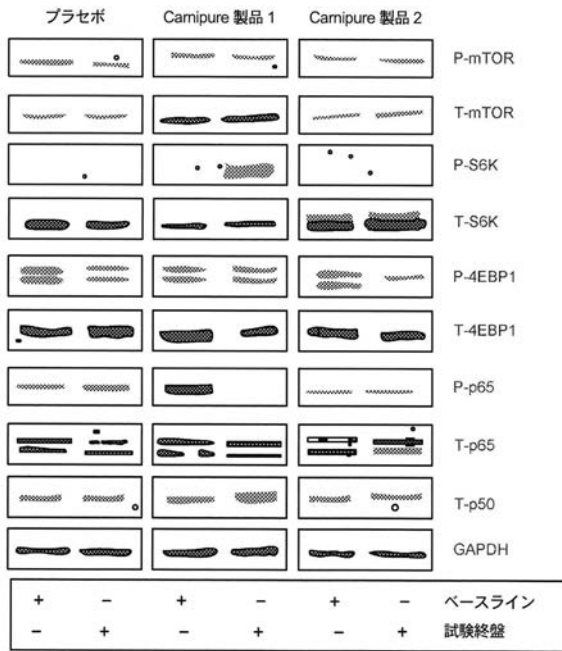 プラセボ Carnipure 製品 1 Carnipure 製品 2
P-mTOR
T-mTOR
P-S6K
T-S6K
P-4EBP1
T-4EBP1
P-p65
T-p65
T-p50
GAPDH
+ − + − + − ベースライン
− + − + − + 試験終盤